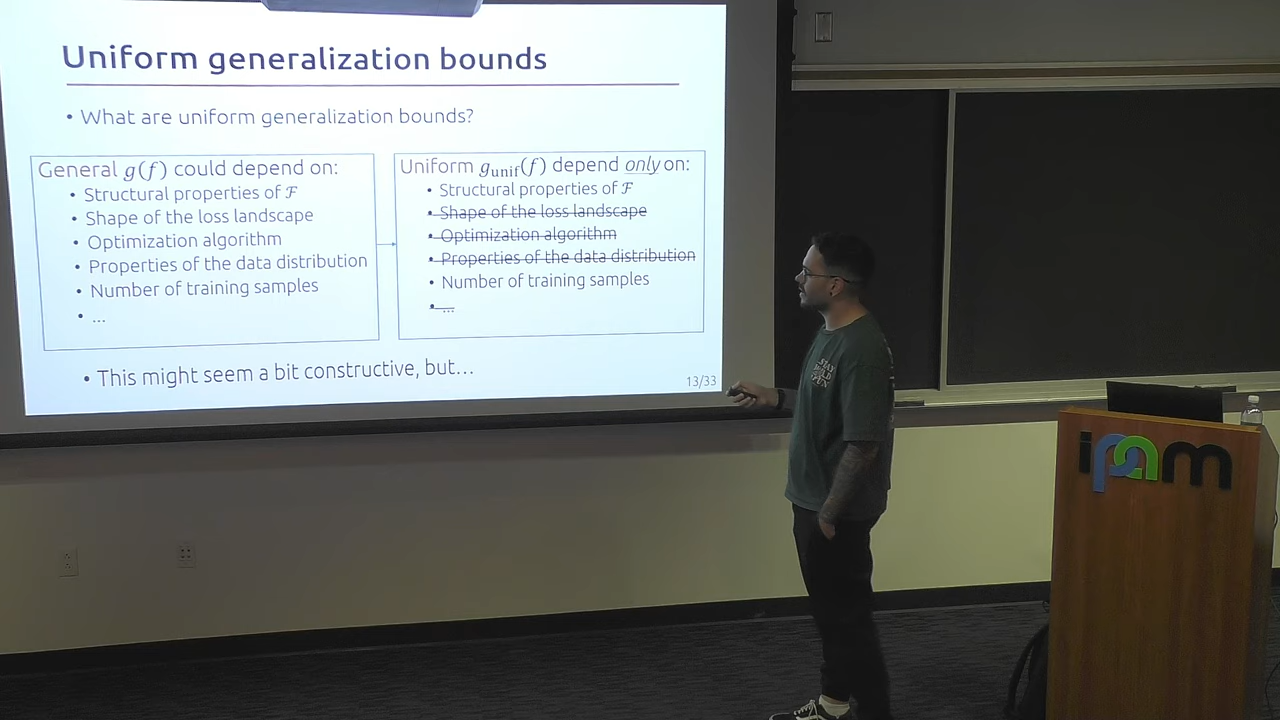 Uniform generalization bounds
• What are uniform generalization bounds?
General g(f) could depend on:
• Structural properties of ℱ
• Shape of the loss landscape
• Optimization algorithm
• Properties of the data distribution
• Number of training samples
• ...
Uniform g_unif(f) depend only on:
• Structural properties of ℱ
• Shape of the loss landscape
• Optimization algorithm
• Properties of the data distribution
• Number of training samples
• ...
• This might seem a bit constructive, but...
13/33
STAY
WILD
ipam